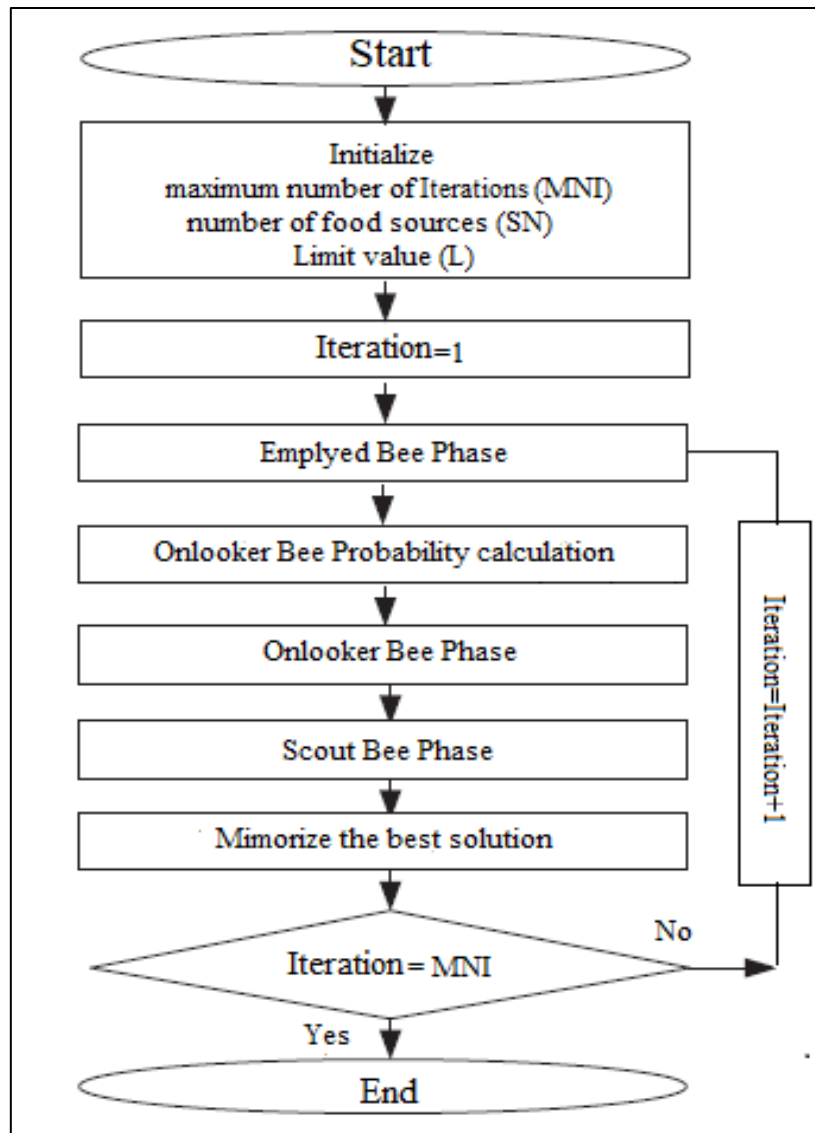 Start
Initialize
maximum number of Iterations (MNI)
number of food sources (SN)
Limit value (L)
Iteration=1
Emplyed Bee Phase
Onlooker Bee Probability calculation
Onlooker Bee Phase
Scout Bee Phase
Mimorize the best solution
Iteration=Iteration+1
Iteration= MNI
No
Yes
End